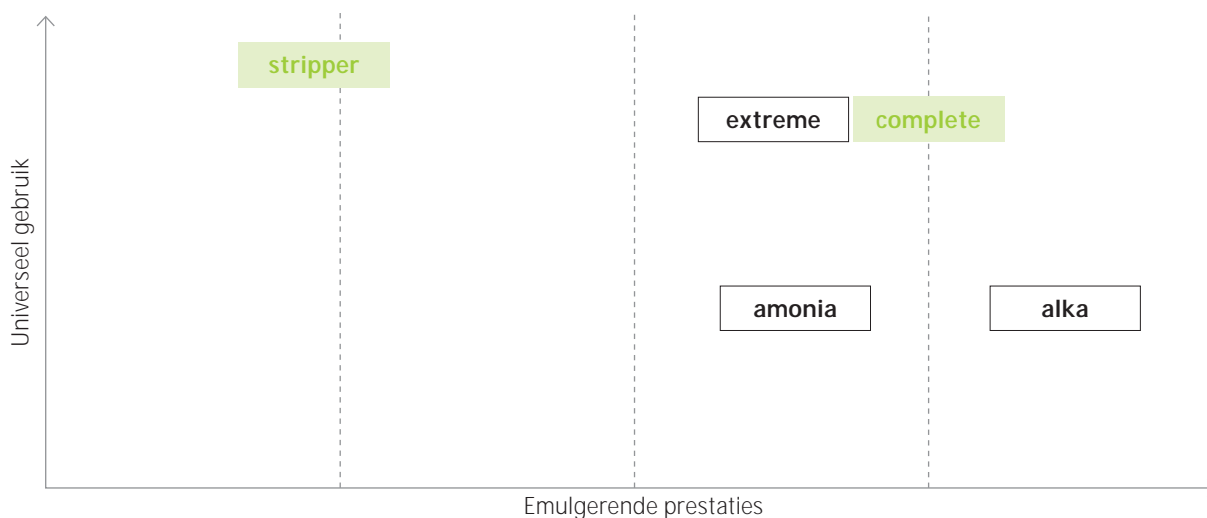 stripper
extreme
complete
Universeel gebruik
amonia
alka
Emulgerende prestaties